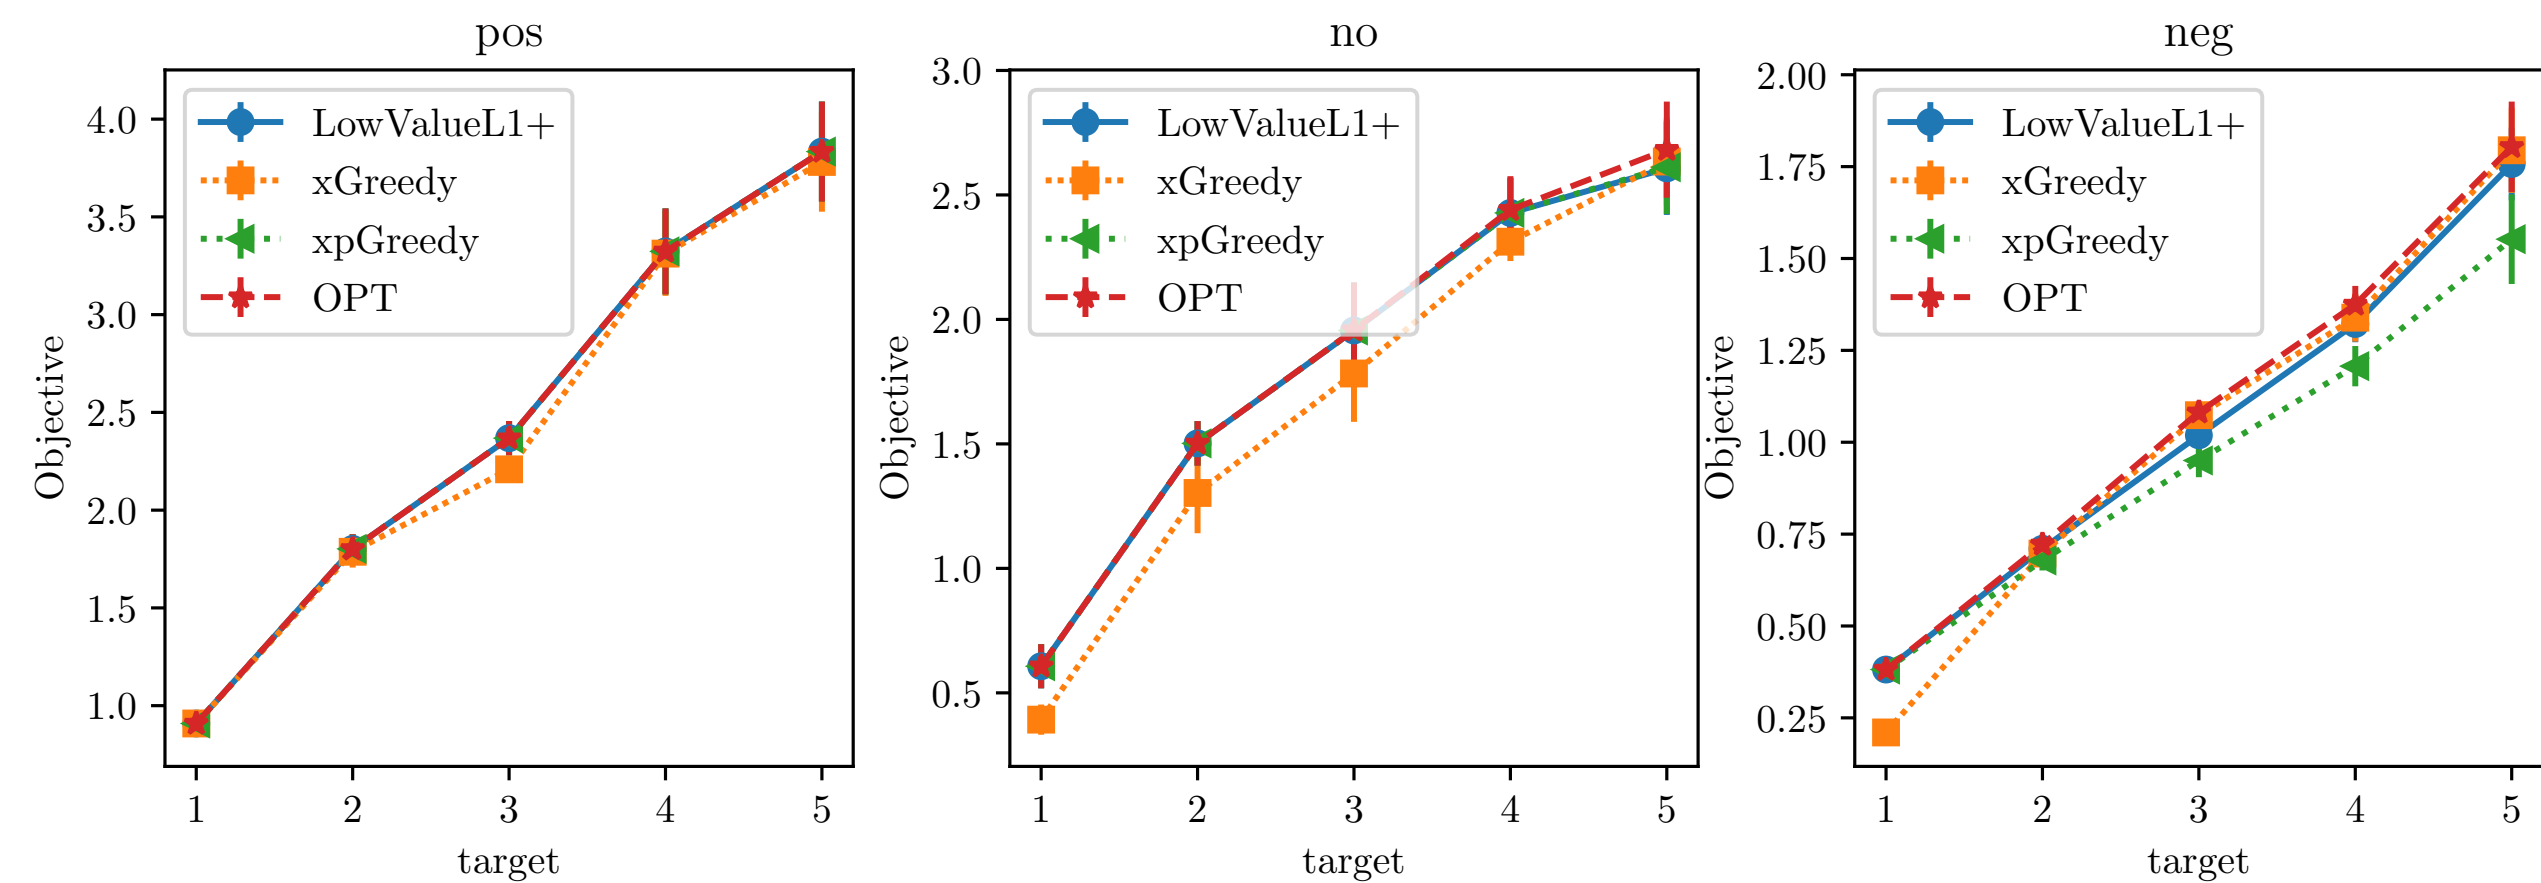 pos
4.0
3.5
3.0
2.5
2.0
1.5
1.0
Objective
LowValueL1+
xGreedy
xpGreedy
OPT
1 2 3 4 5
target
no
3.0
2.5
2.0
1.5
1.0
0.5
Objective
LowValueL1+
xGreedy
xpGreedy
OPT
1 2 3 4 5
target
neg
2.00
1.75
1.50
1.25
1.00
0.75
0.50
0.25
Objective
LowValueL1+
xGreedy
xpGreedy
OPT
1 2 3 4 5
target